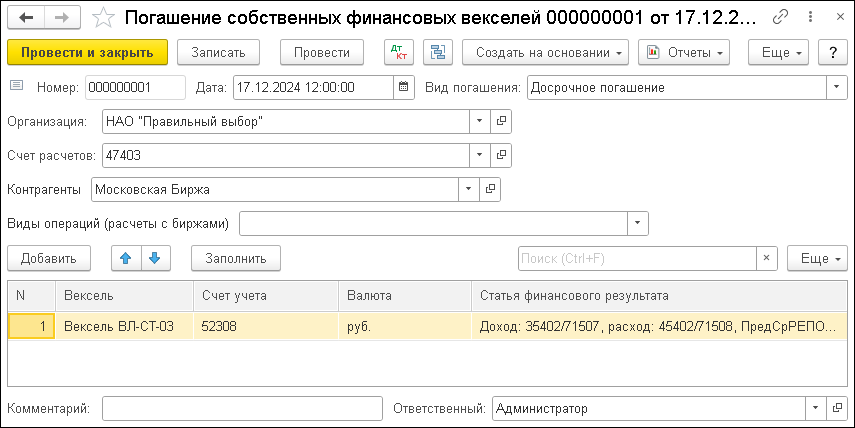 Погашение собственных финансовых векселей 000000001 от 17.12.2...
Провести и закрыть Записать Провести Дт Кт Создать на основании Отчеты Еще ?
Номер: 000000001 Дата: 17.12.2024 12:00:00 Вид погашения: Досрочное погашение
Организация: НАО "Правильный выбор"
Счет расчетов: 47403
Контрагенты Московская Биржа
Виды операций (расчеты с биржами)
Добавить Заполнить Поиск (Ctrl+F) × Еще
N Вексель Счет учета Валюта Статья финансового результата
1 Вексель ВЛ-СТ-03 52308 руб. Доход: 35402/71507, расход: 45402/71508, ПредСрРЕПО...
Комментарий: Ответственный: Администратор